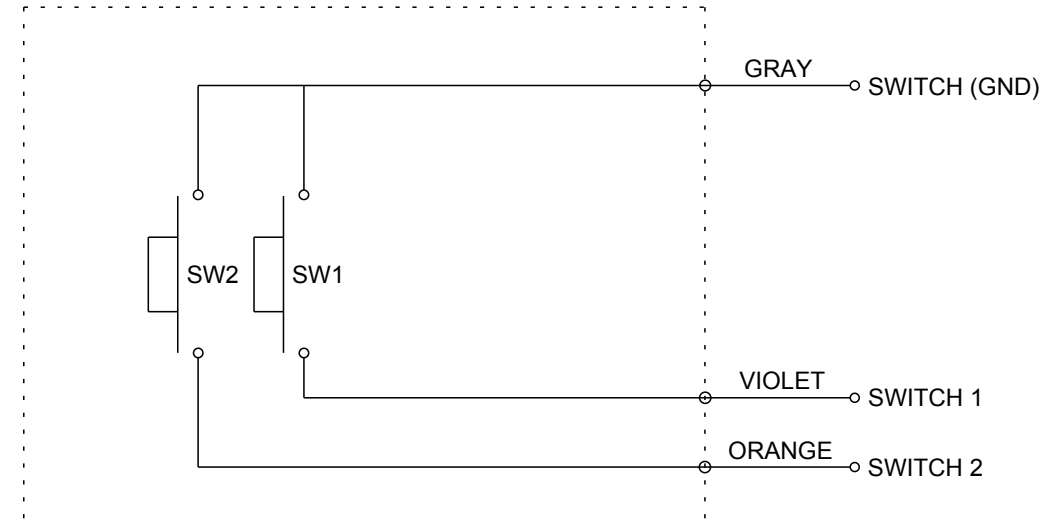 GRAY
SWITCH (GND)
SW2
SW1
VIOLET
SWITCH 1
ORANGE
SWITCH 2